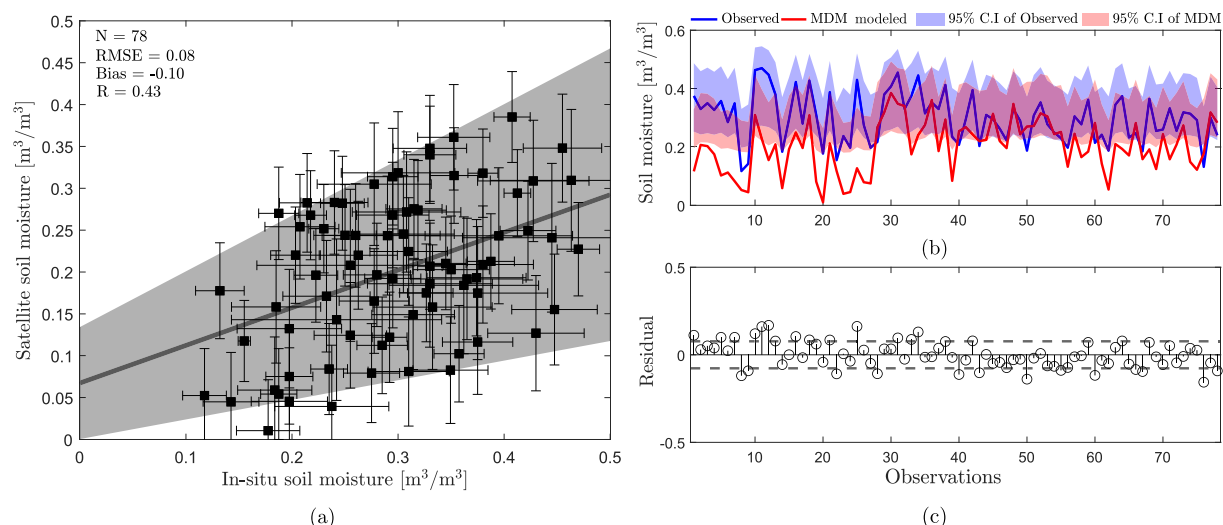 N = 78
RMSE = 0.08
Bias = -0.10
R = 0.43
Satellite soil moisture [m³/m³]
0.5
0.45
0.4
0.35
0.3
0.25
0.2
0.15
0.1
0.05
0
0 0.1 0.2 0.3 0.4 0.5
In-situ soil moisture [m³/m³]
(a)
Observed MDM modeled 95% C.I of Observed 95% C.I of MDM
Soil moisture [m³/m³]
0.6
0.4
0.2
0
10 20 30 40 50 60 70
(b)
Residual
0.5
0
-0.5
10 20 30 40 50 60 70
Observations
(c)